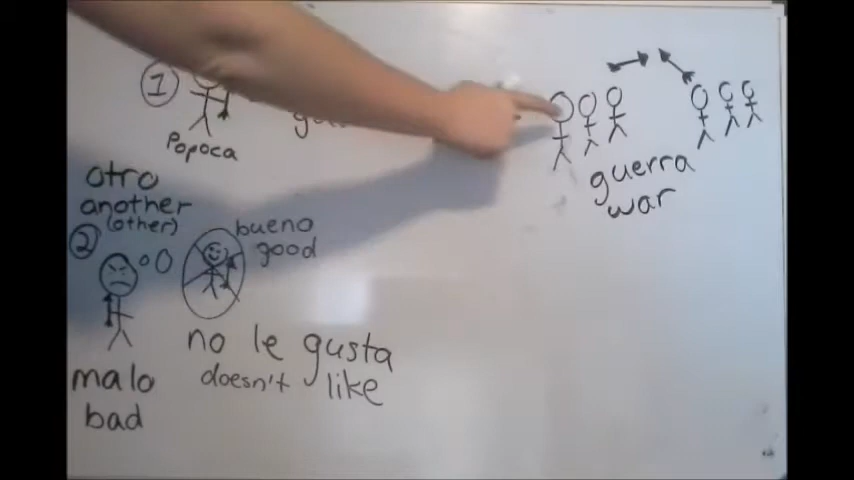 1
Popoca
otro
another
(other)
2
bueno
good
malo
bad
no le gusta
doesn't like
guerra
war